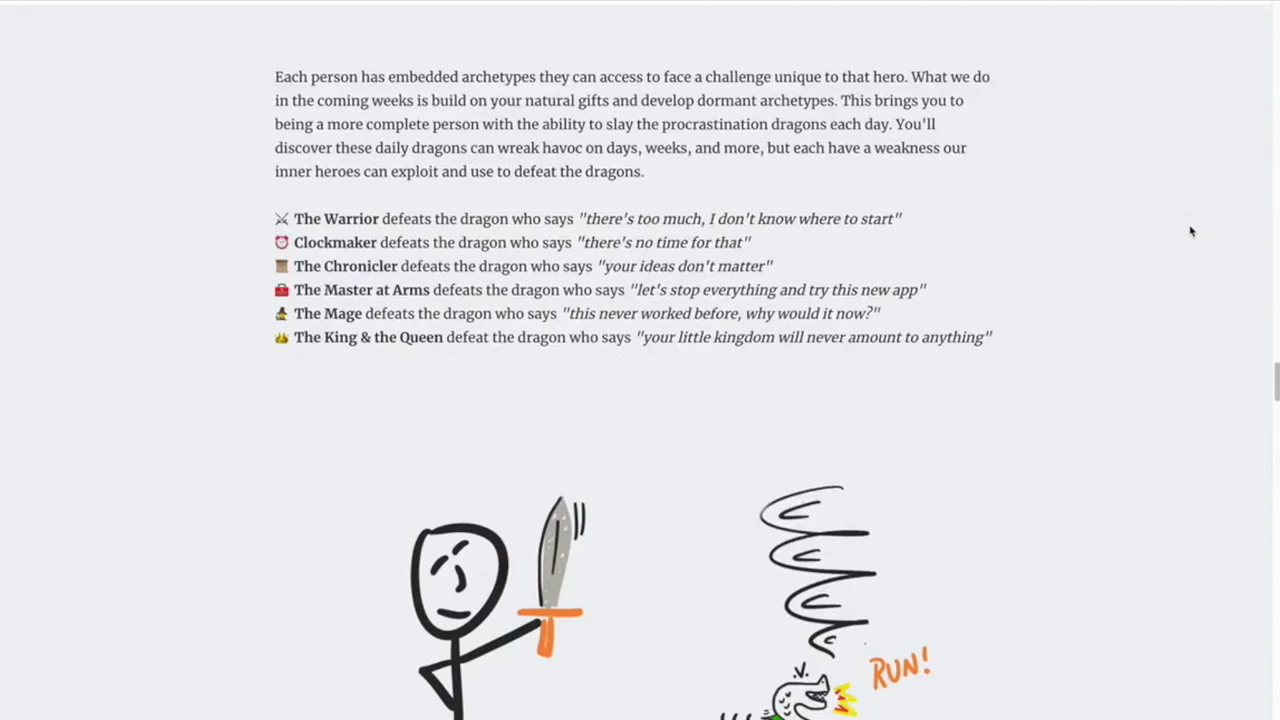 Each person has embedded archetypes they can access to face a challenge unique to that hero. What we do
in the coming weeks is build on your natural gifts and develop dormant archetypes. This brings you to
being a more complete person with the ability to slay the procrastination dragons each day. You'll
discover these daily dragons can wreak havoc on days, weeks, and more, but each have a weakness our
inner heroes can exploit and use to defeat the dragons.
The Warrior defeats the dragon who says "there's too much, I don't know where to start"
Clockmaker defeats the dragon who says "there's no time for that"
The Chronicler defeats the dragon who says "your ideas don't matter"
The Master at Arms defeats the dragon who says "let's stop everything and try this new app"
The Mage defeats the dragon who says "this never worked before, why would it now?"
The King & the Queen defeat the dragon who says "your little kingdom will never amount to anything"
RUN!